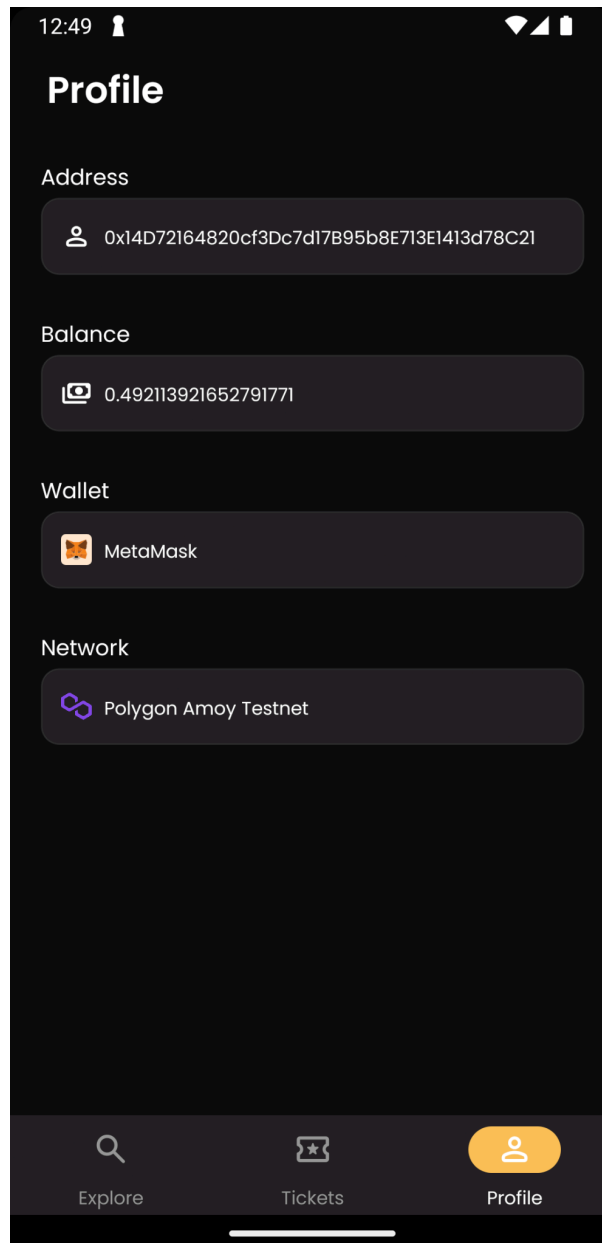 12:49
Profile
Address
0x14D72164820cf3Dc7d17B95b8E713E1413d78C21
Balance
0.492113921652791771
Wallet
MetaMask
Network
Polygon Amoy Testnet
Explore
Tickets
Profile